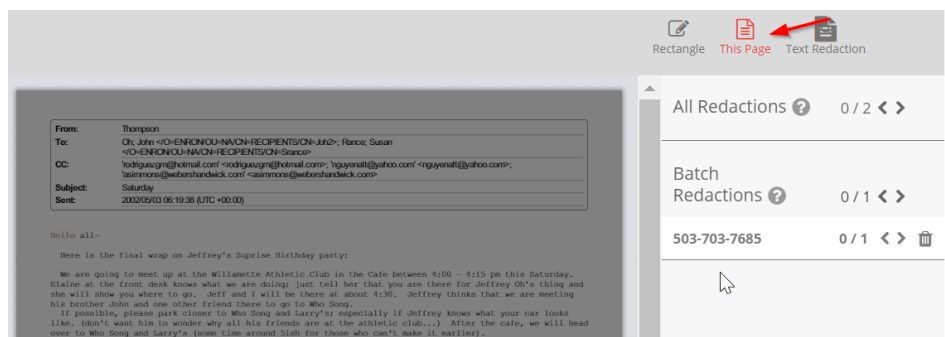 Rectangle This Page Text Redaction
All Redactions 0 / 2
Batch
Redactions 0 / 1
503-703-7685 0 / 1
From: Thompson
To: Oh; John </O=ENRON/OU=NA/CN=RECIPIENTS/CN=Joh2>; Rance; Susan
</O=ENRON/OU=NA/CN=RECIPIENTS/CN=Srance>
CC: 'rodriguezgm@hotmail.com' <rodriguezgm@hotmail.com>; 'nguyenatt@yahoo.com' <nguyenatt@yahoo.com>;
'asimmons@webershandwick.com' <asimmons@webershandwick.com>
Subject: Saturday
Sent: 2002/05/03 06:19:38 (UTC +00:00)
Hello all-
Here is the final wrap on Jeffrey's Suprise Birthday party:
We are going to meet up at the Willamette Athletic Club in the Cafe between 4:00 - 4:15 pm this Saturday.
Elaine at the front desk knows what we are doing; just tell her that you are there for Jeffrey Oh's thing and
she will show you where to go. Jeff and I will be there at about 4:30. Jeffrey thinks that we are meeting
his brother John and one other friend there to go to Who Song.
If possible, please park closer to Who Song and Larry's; especially if Jeffrey knows what your car looks
like. (don't want him to wonder why all his friends are at the athletic club...) After the cafe, we will head
over to Who Song and Larry's (some time around 5ish for those who can't make it earlier).